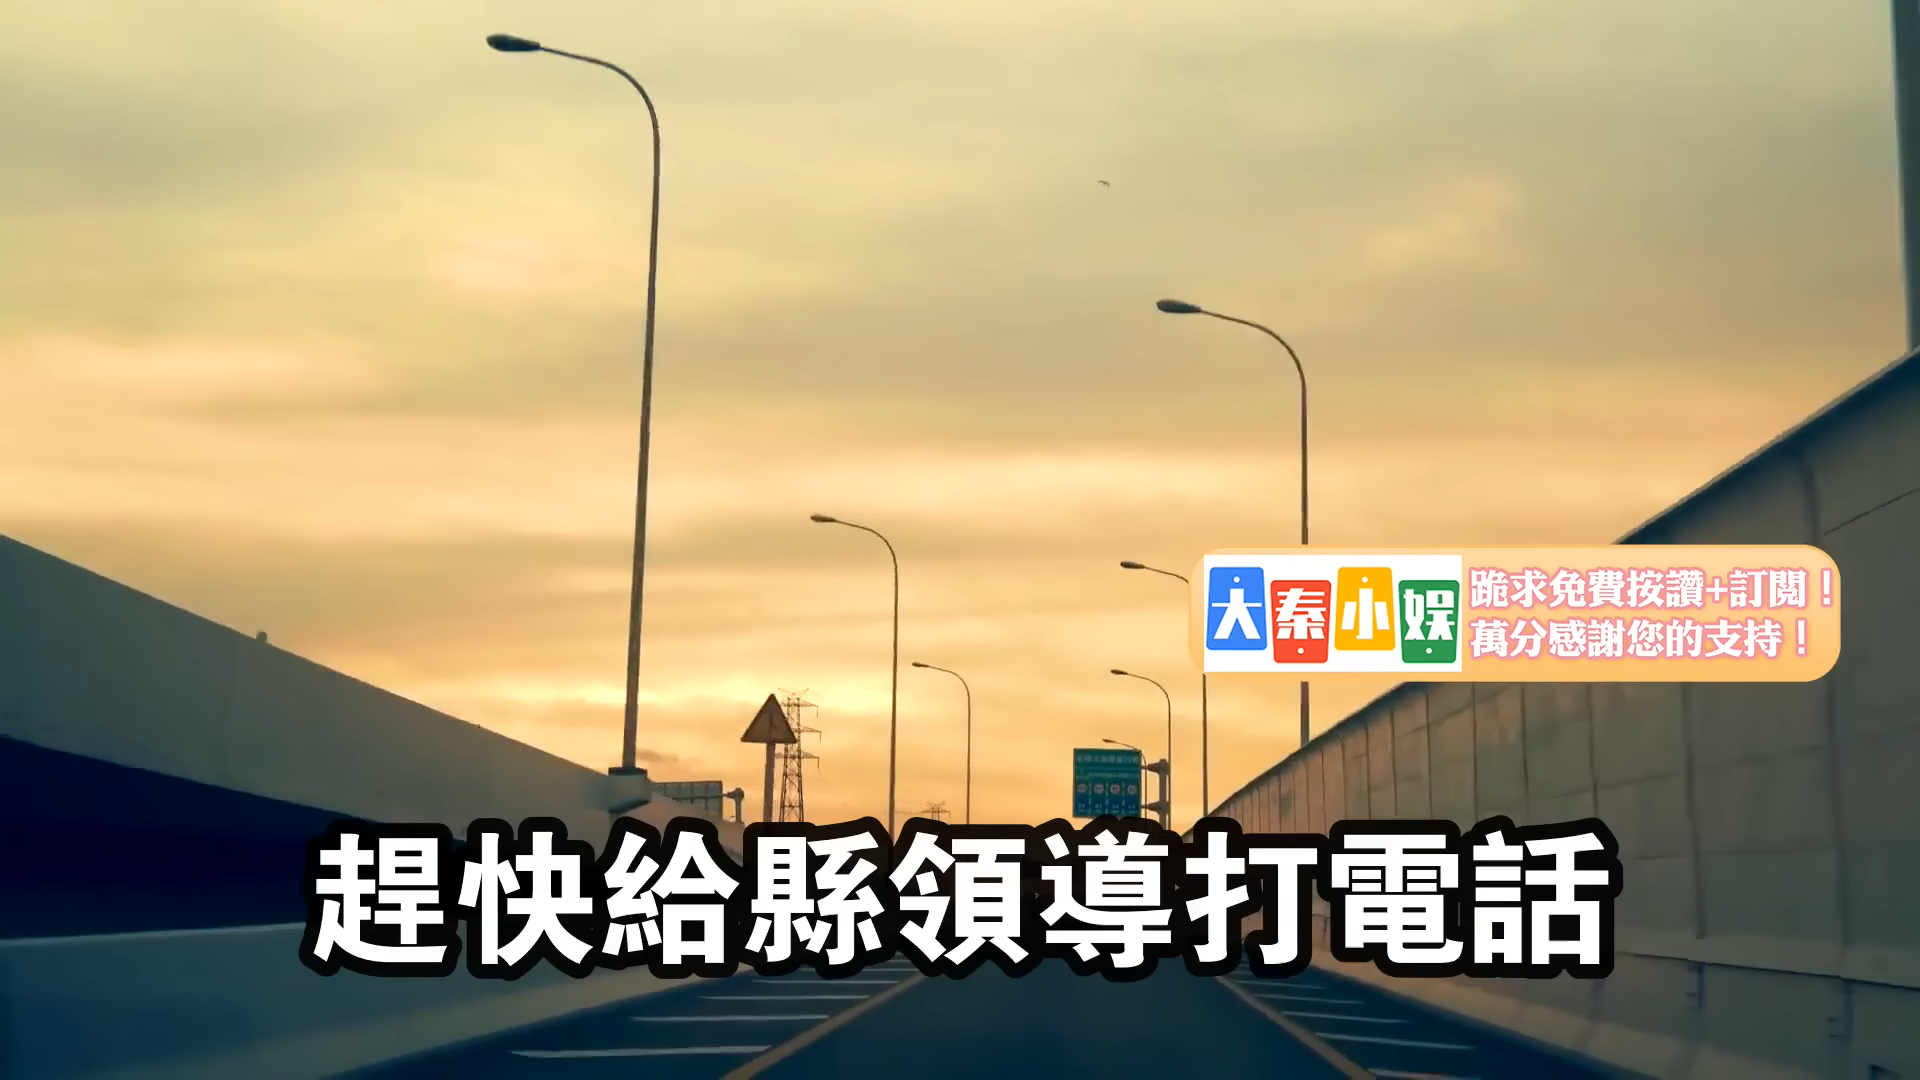 大秦小娱
跪求免費按讚+訂閱！
萬分感謝您的支持！
趕快給縣領導打電話